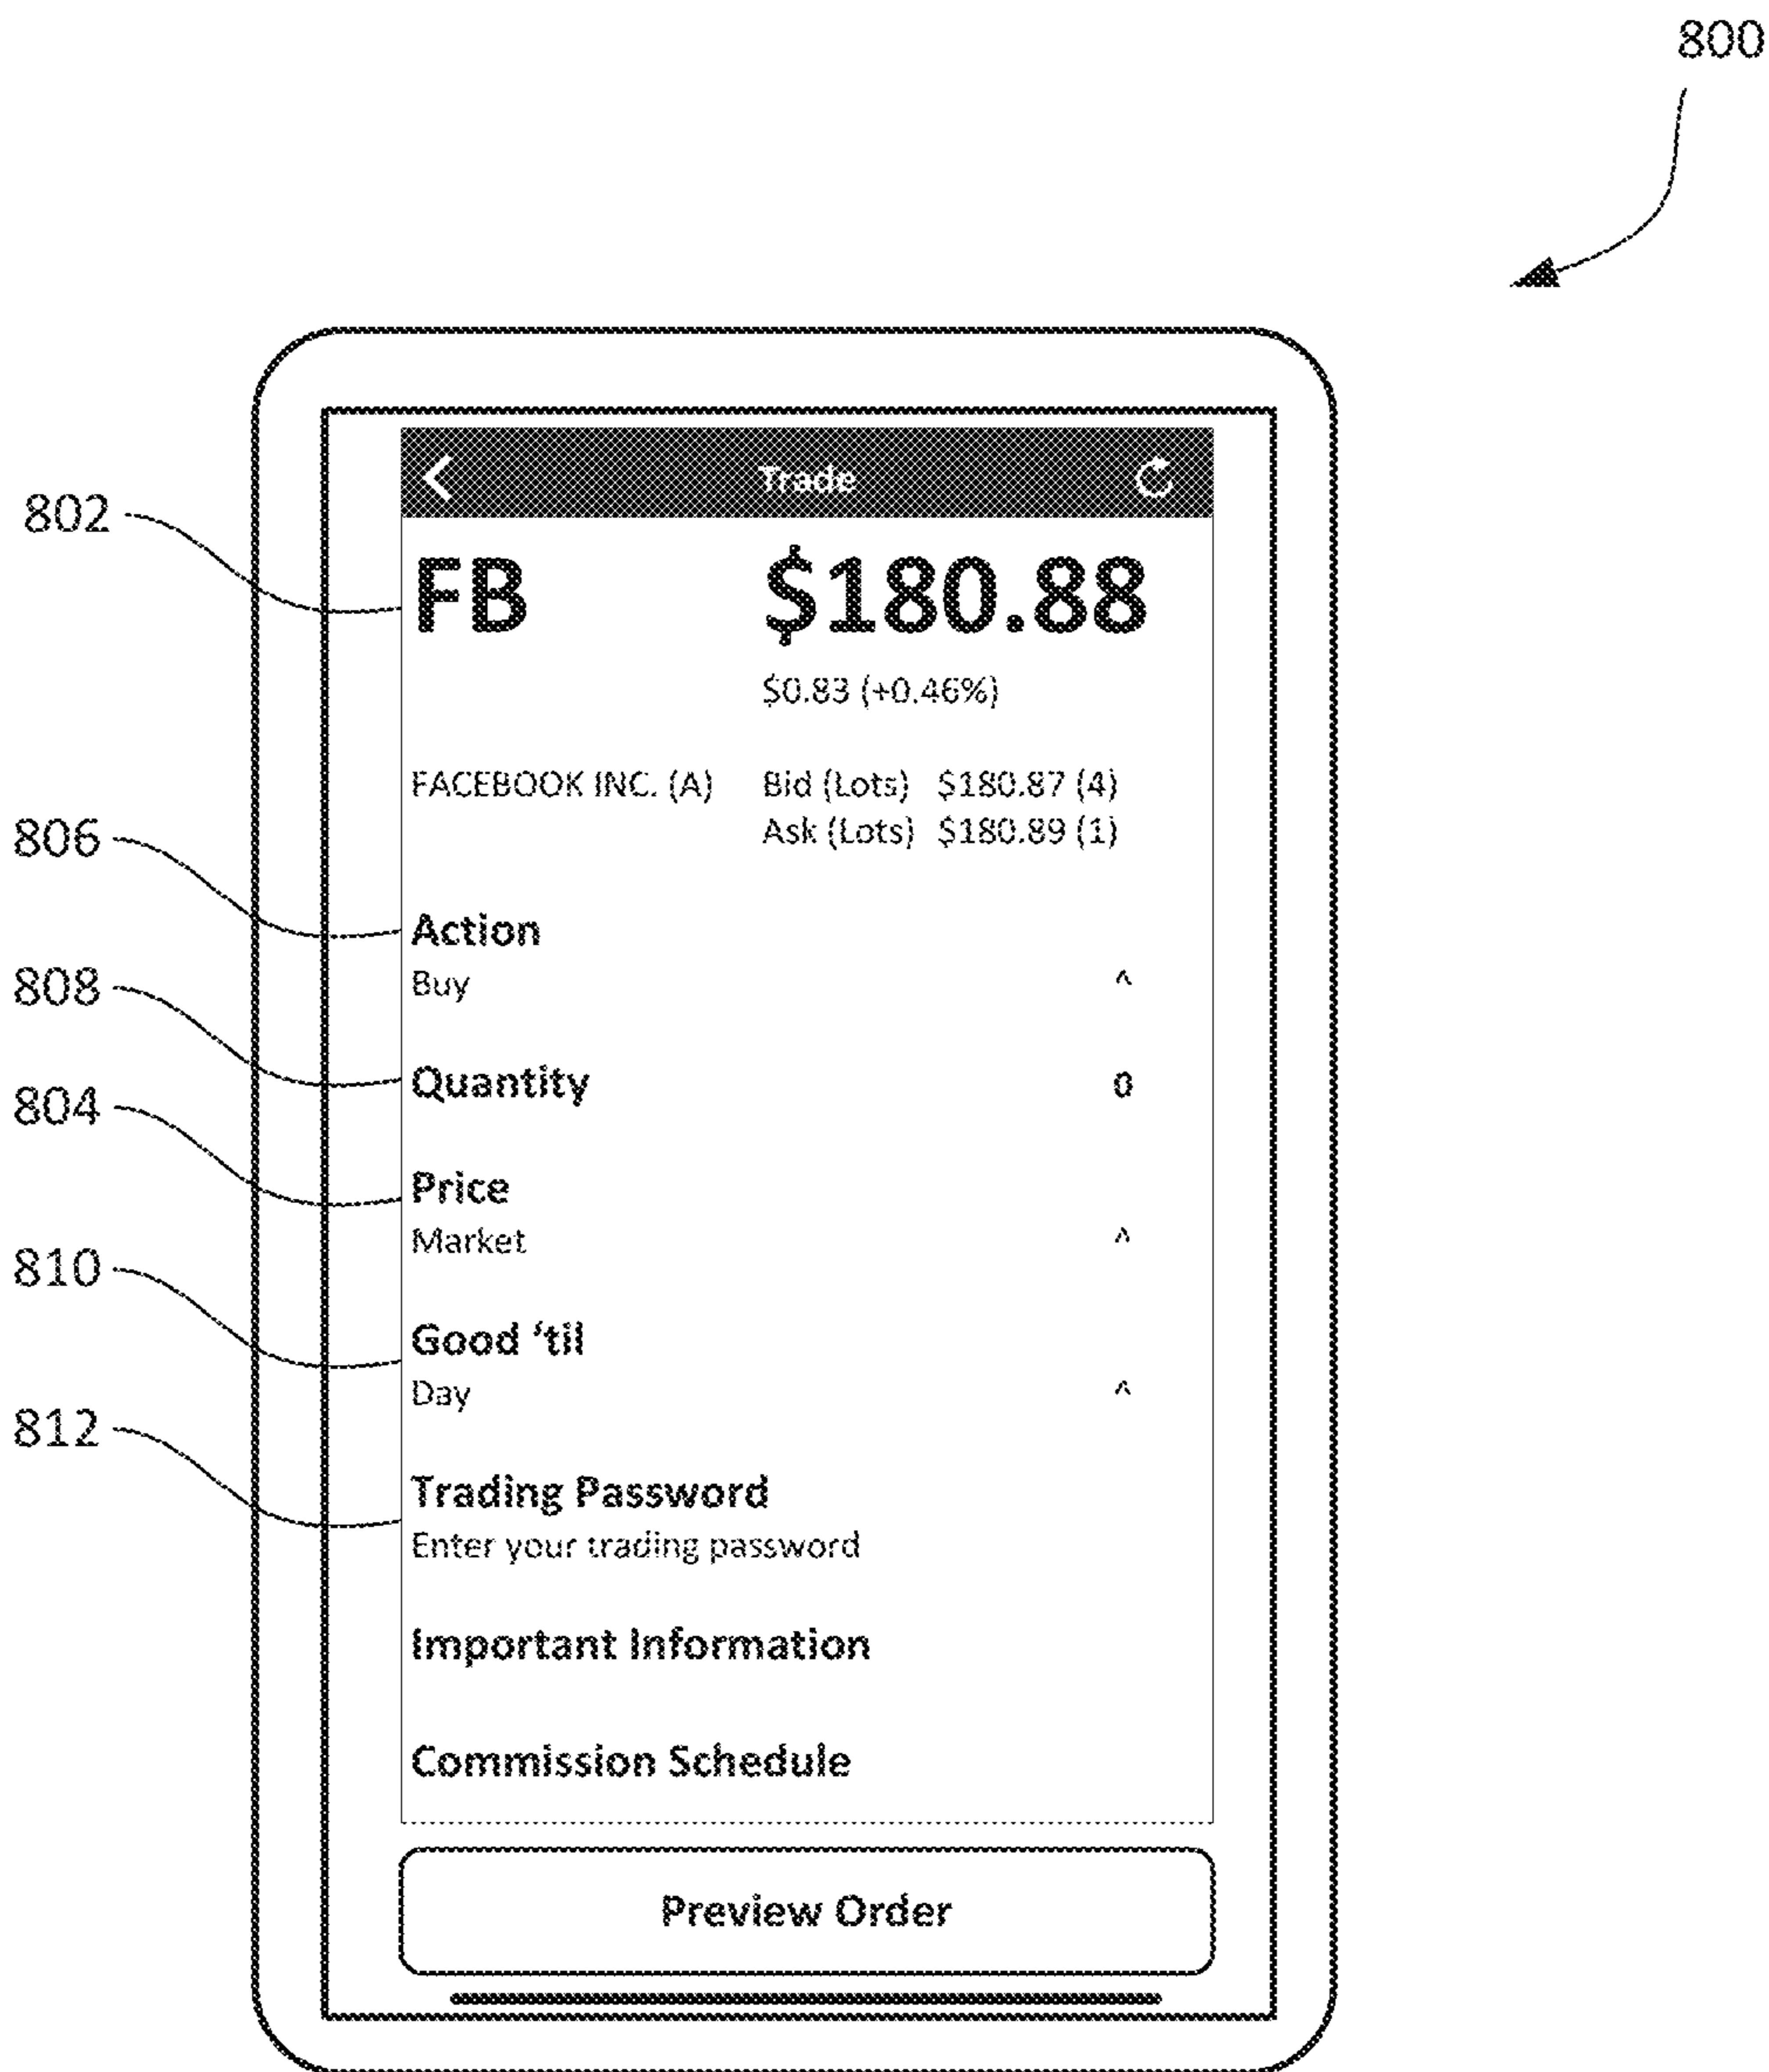 800
Trade
802
FB $180.88
$0.83 (+0.46%)
FACEBOOK INC. (A) Bid (Lots) $180.87 (4)
Ask (Lots) $180.89 (1)
806
Action
Buy ^
808
Quantity 0
804
Price
Market ^
810
Good ‘til
Day ^
812
Trading Password
Enter your trading password
Important Information
Commission Schedule
Preview Order